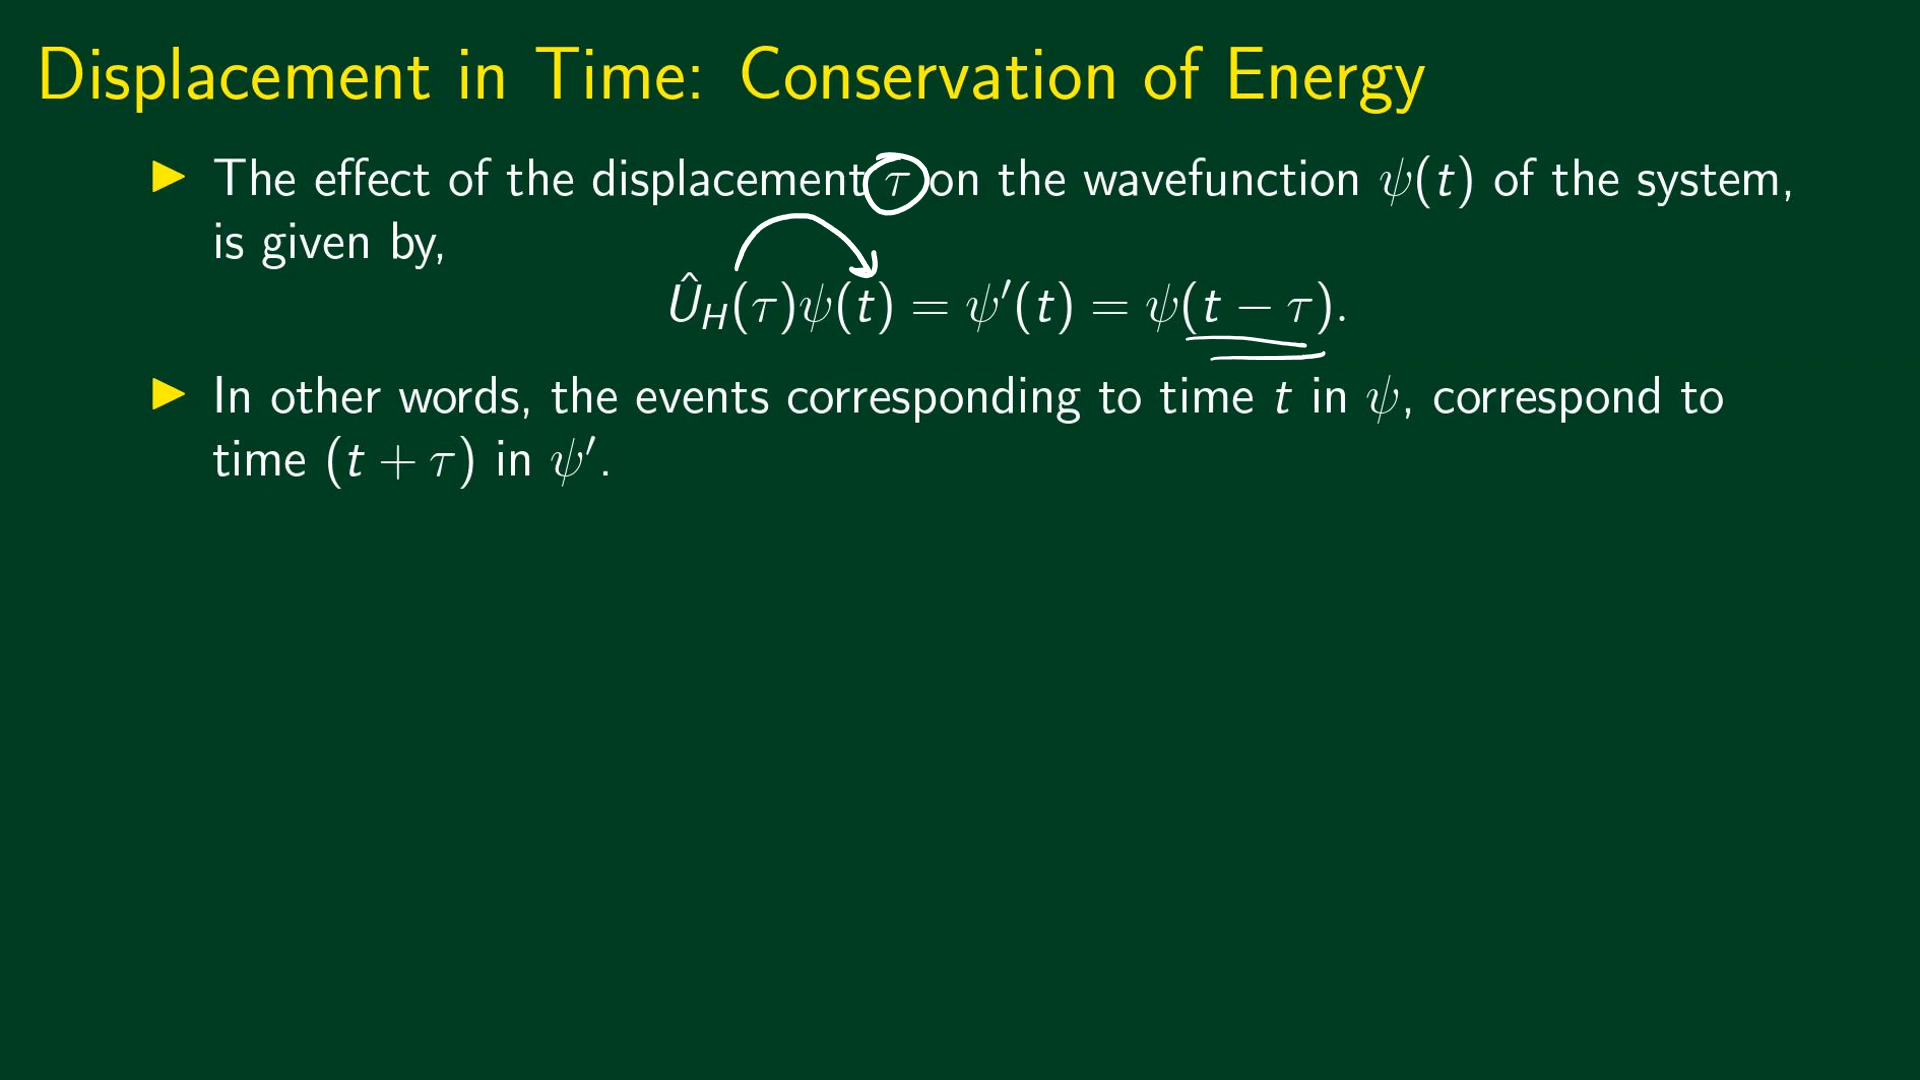 Displacement in Time: Conservation of Energy
▶ The effect of the displacement τ on the wavefunction ψ(t) of the system,
is given by,
Û_H(τ)ψ(t) = ψ′(t) = ψ(t − τ).
▶ In other words, the events corresponding to time t in ψ, correspond to
time (t + τ) in ψ′.